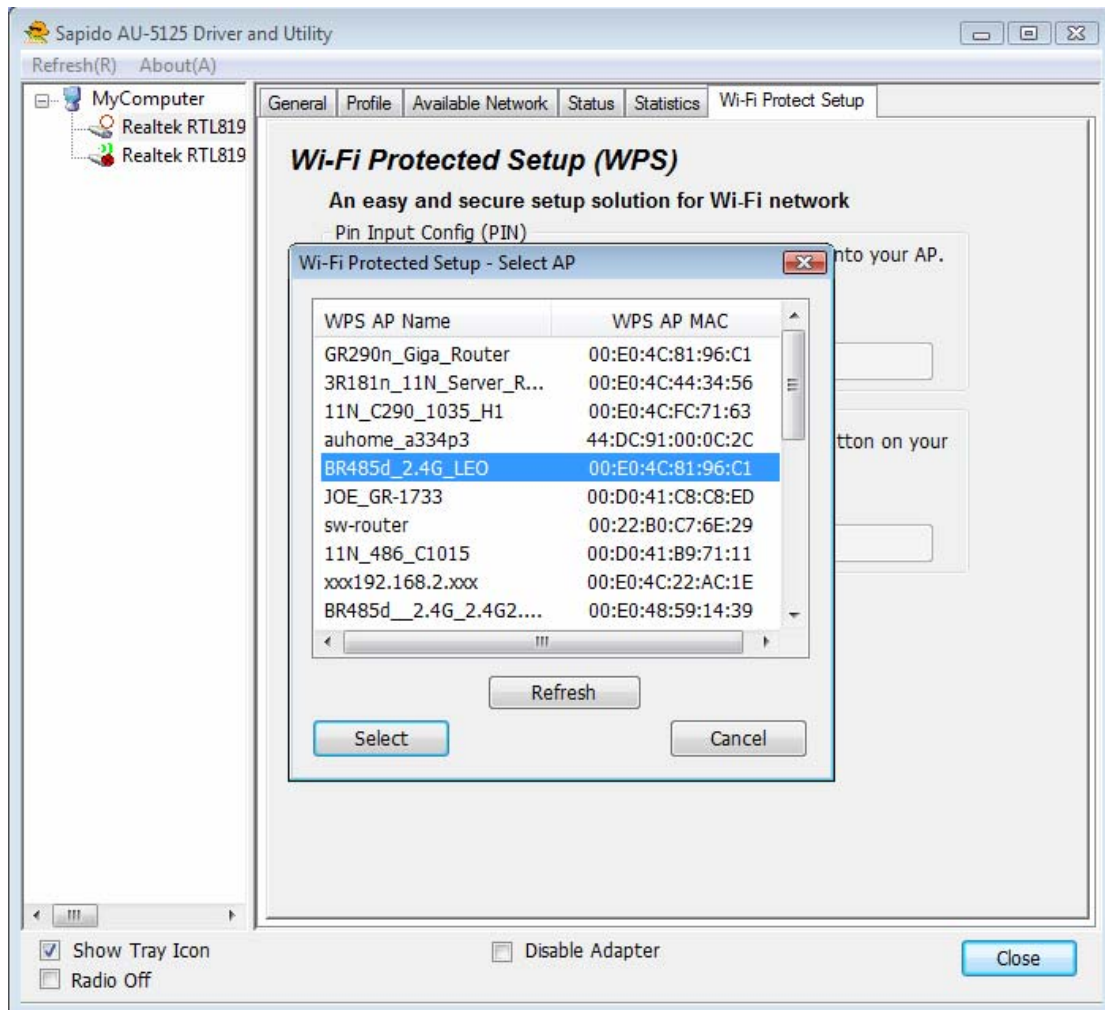 Sapido AU-5125 Driver and Utility
Refresh(R) About(A)
MyComputer
Realtek RTL819
Realtek RTL819
General Profile Available Network Status Statistics Wi-Fi Protect Setup
Wi-Fi Protected Setup (WPS)
An easy and secure setup solution for Wi-Fi network
Pin Input Config (PIN)
nto your AP.
tton on your
Wi-Fi Protected Setup - Select AP
WPS AP Name WPS AP MAC
GR290n_Giga_Router 00:E0:4C:81:96:C1
3R181n_11N_Server_R... 00:E0:4C:44:34:56
11N_C290_1035_H1 00:E0:4C:FC:71:63
auhome_a334p3 44:DC:91:00:0C:2C
BR485d_2.4G_LEO 00:E0:4C:81:96:C1
JOE_GR-1733 00:D0:41:C8:C8:ED
sw-router 00:22:B0:C7:6E:29
11N_486_C1015 00:D0:41:B9:71:11
xxx192.168.2.xxx 00:E0:4C:22:AC:1E
BR485d__2.4G_2.4G2.... 00:E0:48:59:14:39
Refresh
Select Cancel
Show Tray Icon Disable Adapter
Radio Off
Close